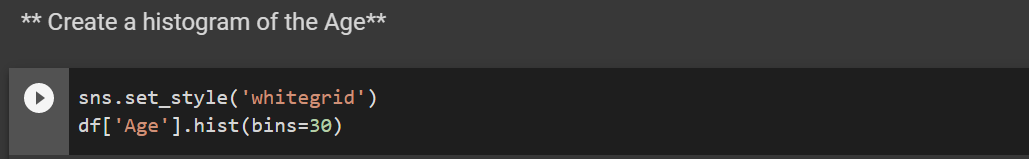 ** Create a histogram of the Age**
sns.set_style('whitegrid')
df['Age'].hist(bins=30)